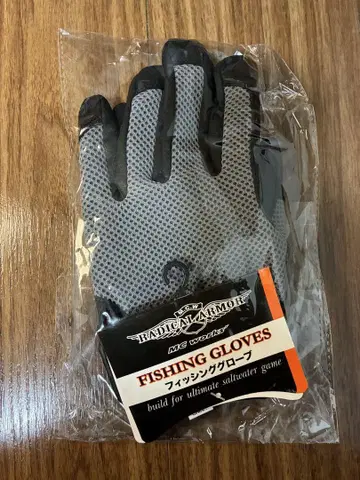 M.C.W
RADICAL ARMOR
MC works'
FISHING GLOVES
フィッシンググローブ
build for ultimate saltwater game